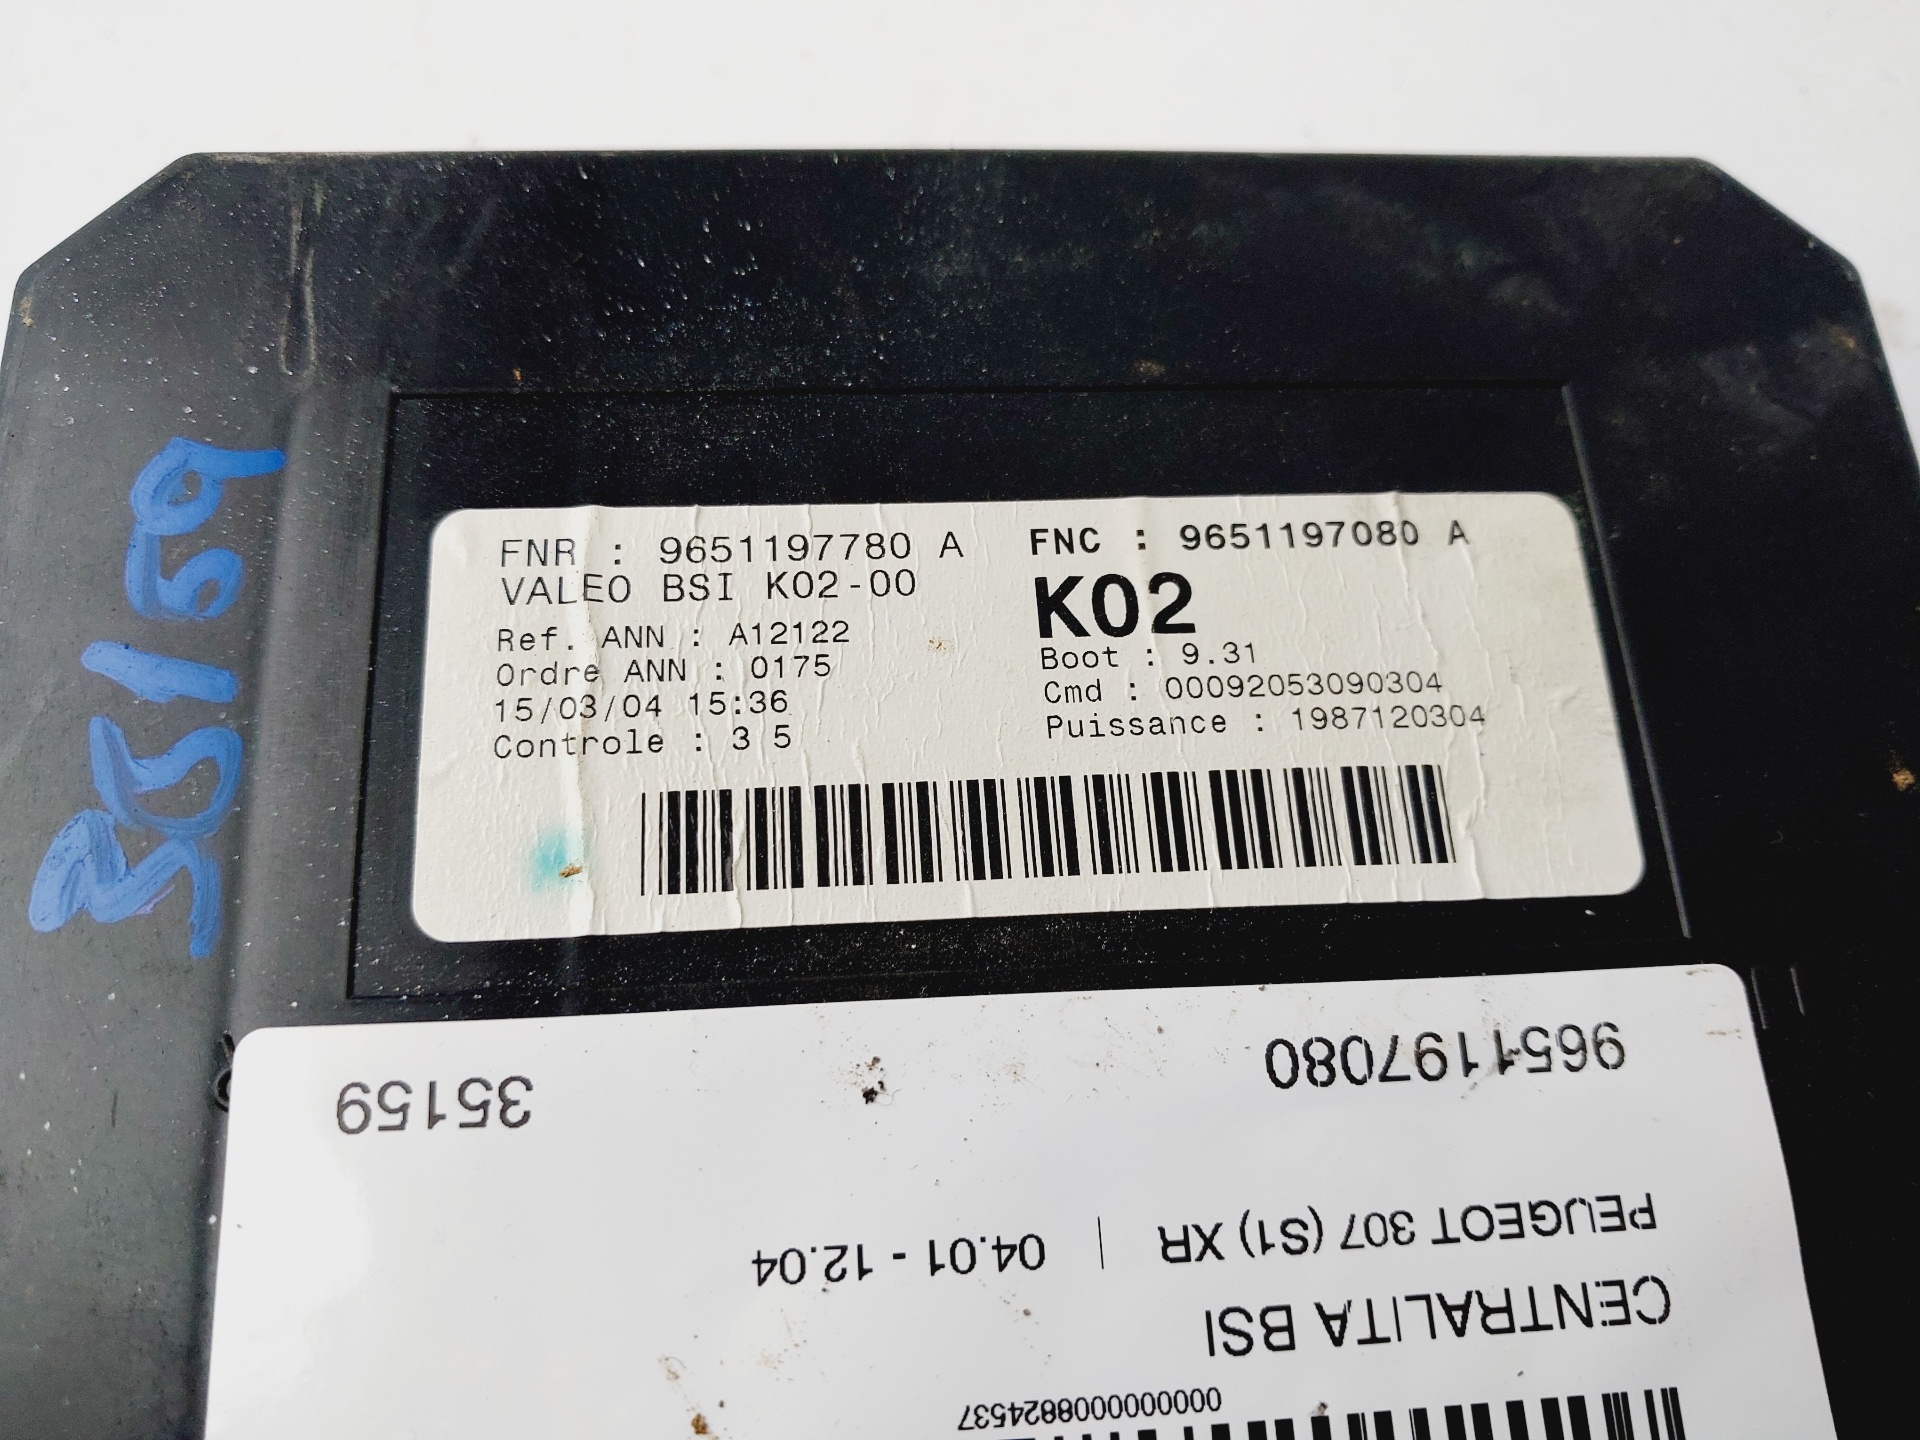 FNR : 9651197780 A
VALEO BSI K02-00
Ref. ANN : A12122
Ordre ANN : 0175
15/03/04 15:36
Controle : 3 5
FNC : 9651197080 A
K02
Boot : 9.31
Cmd : 00092053090304
Puissance : 1987120304
35159
0000000008824537
CENTRALITA BSI
PEUGEOT 307 (S1) XR | 04.01 - 12.04
9651197080 35159